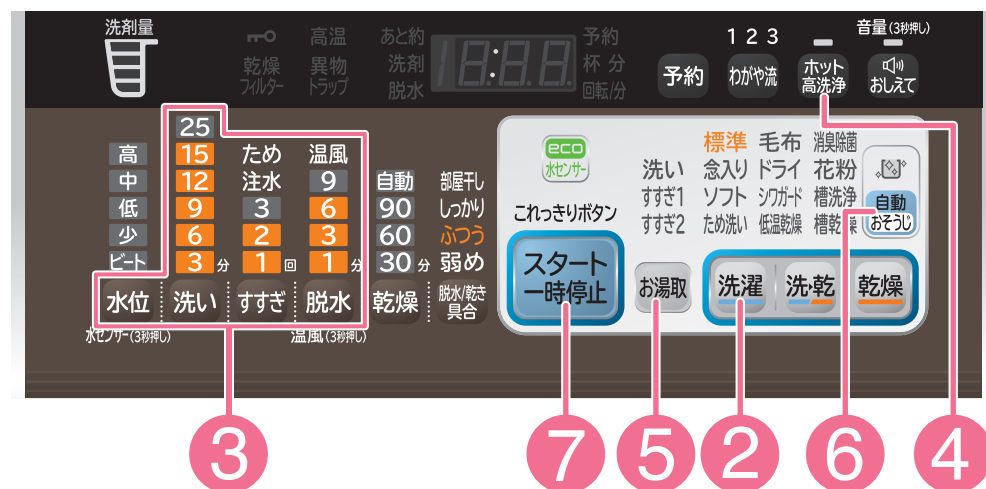 洗剤量
高温
あと約
予約
乾燥
フィルター
異物
トラップ
洗剤
脱水
18:8.8.
杯 分
回転/分
1 2 3
音量(3秒押し)
予約
わがや流
ホット
高洗浄
おしえて
25
高 15 ため 温風
中 12 注水 9 自動 部屋干し
低 9 3 6 90 しっかり
少 6 2 3 60 ふつう
ビート 3分 1回 1分 30分 弱め
水位 洗い すすぎ 脱水 乾燥 脱水/乾き
具合
水センサー(3秒押し)
温風(3秒押し)
eco
水センサー
標準 毛布 消臭除菌
洗い 念入り ドライ 花粉
すすぎ1 ソフト シワガード 槽洗浄
すすぎ2 ため洗い 低温乾燥 槽乾燥
自動
おそうじ
これっきりボタン
スタート
一時停止
お湯取
洗濯
洗・乾
乾燥
3 7 5 2 6 4